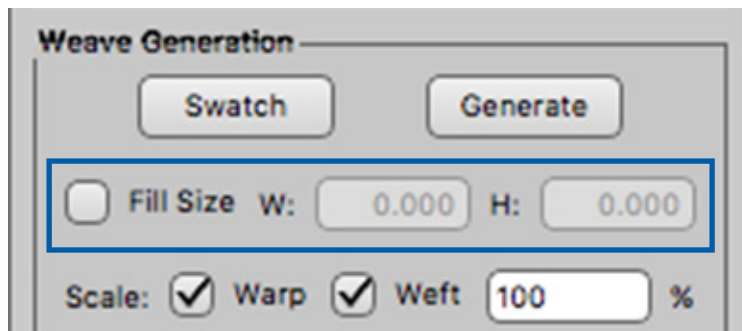 Weave Generation
Swatch Generate
Fill Size W: 0.000 H: 0.000
Scale: Warp Weft 100 %